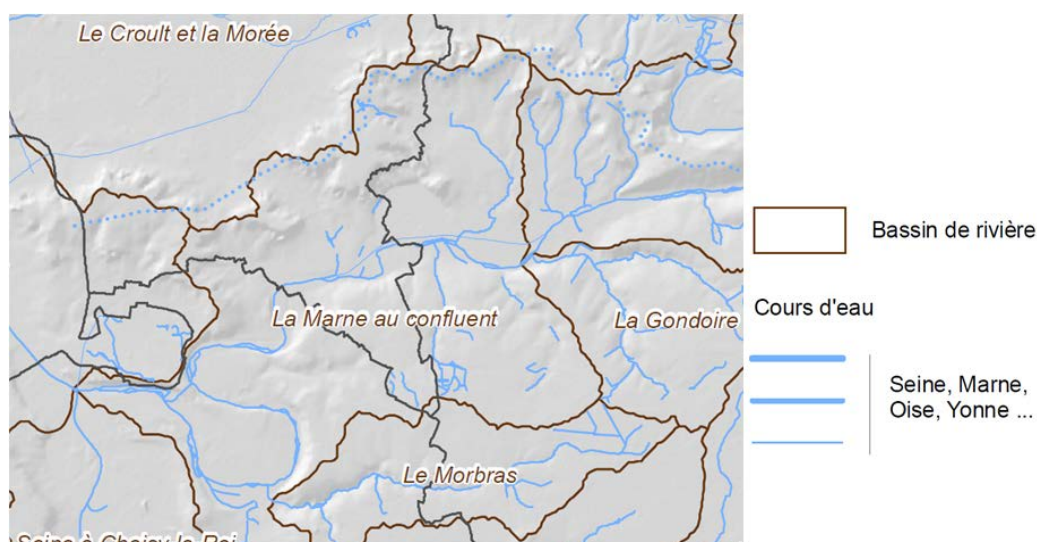 Le Croult et la Morée
La Marne au confluent
La Gondoire
Le Morbras
Seine à Choisy-le-Roi
Bassin de rivière
Cours d'eau
Seine, Marne,
Oise, Yonne ...